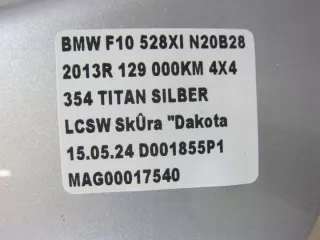 BMW F10 528XI N20B28
2013R 129 000KM 4X4
354 TITAN SILBER
LCSW SkÛra "Dakota
15.05.24 D001855P1
MAG00017540